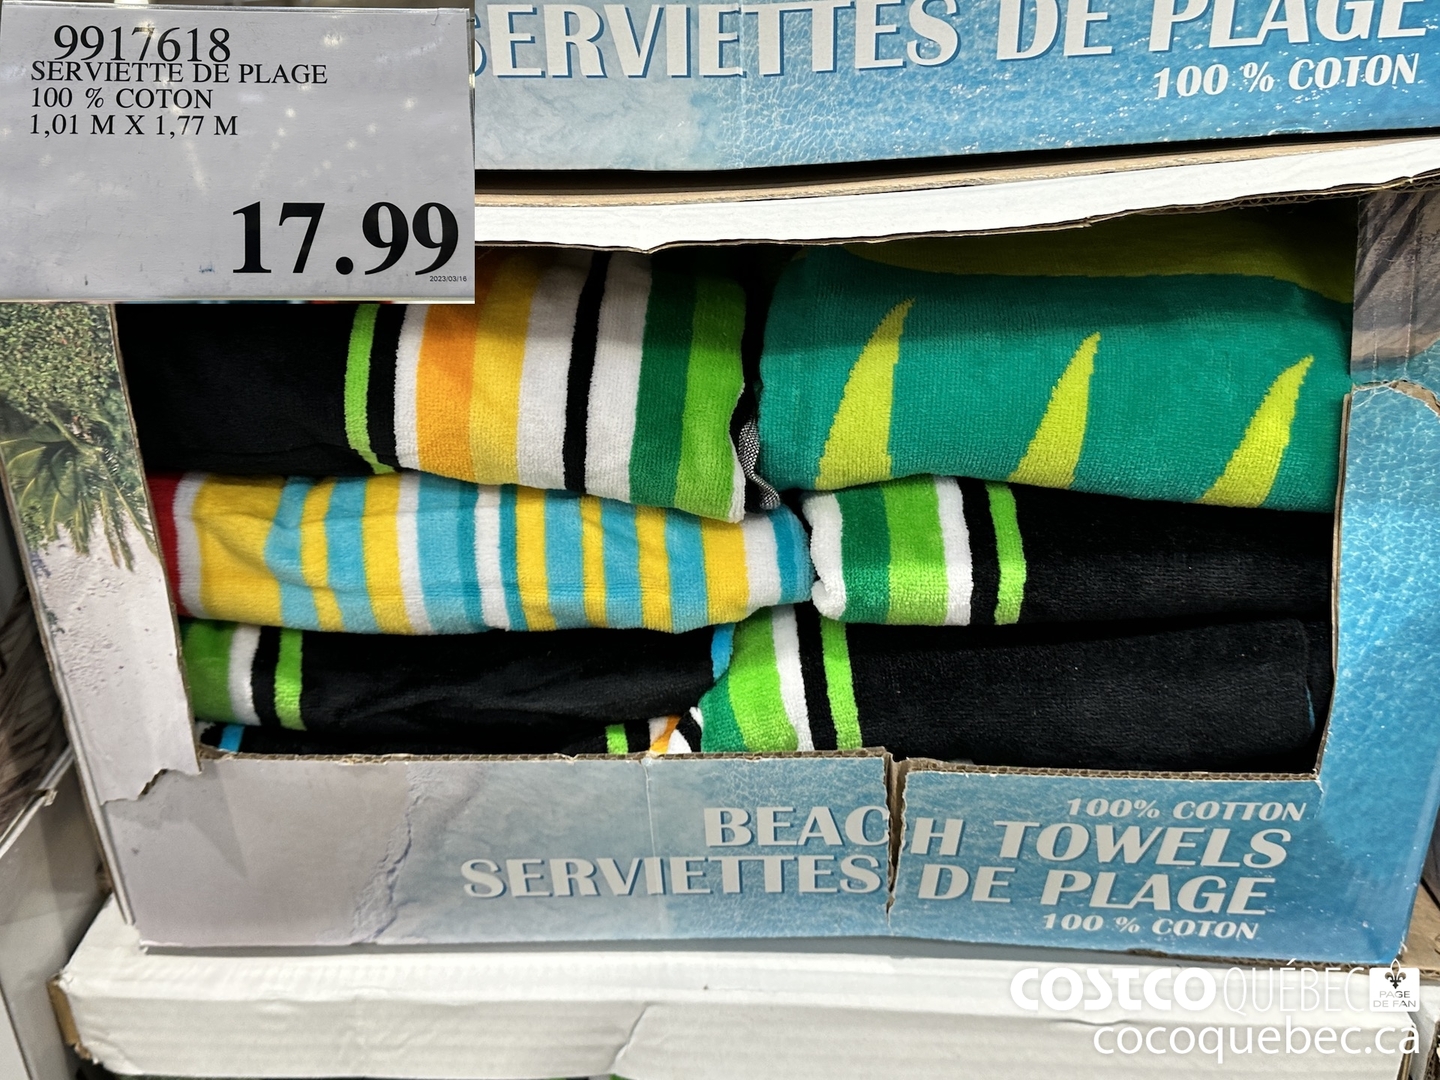 9917618
SERVIETTE DE PLAGE
100 % COTON
1,01 M X 1,77 M
17.99
2023/03/16
SERVIETTES DE PLAGE
100 % COTON
100% COTTON
BEACH TOWELS
SERVIETTES DE PLAGE
100 % COTON
COSTCO QUÉBEC
PAGE
DE FAN
cocoquebec.ca